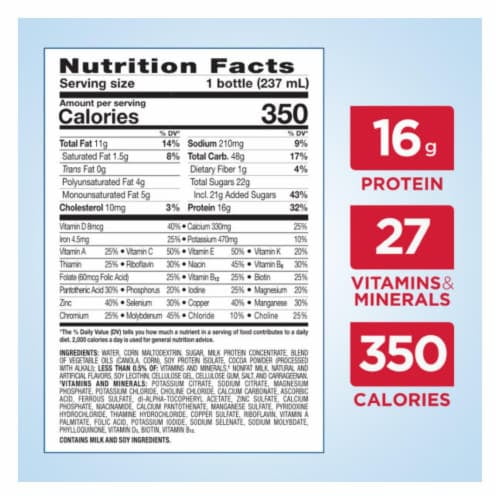 Nutrition Facts
Serving size 1 bottle (237 mL)
Amount per serving
Calories 350
% DV* % DV*
Total Fat 11g 14% Sodium 210mg 9%
Saturated Fat 1.5g 8% Total Carb. 48g 17%
Trans Fat 0g Dietary Fiber 1g 4%
Polyunsaturated Fat 4g Total Sugars 22g
Monounsaturated Fat 5g Incl. 21g Added Sugars 43%
Cholesterol 10mg 3% Protein 16g 32%
Vitamin D 8mcg 40% • Calcium 330mg 25%
Iron 4.5mg 25% • Potassium 470mg 10%
Vitamin A 25% • Vitamin C 50% • Vitamin E 50% • Vitamin K 20%
Thiamin 25% • Riboflavin 30% • Niacin 45% • Vitamin B6 30%
Folate (60mcg Folic Acid) 25% • Vitamin B12 25% • Biotin 25%
Pantothenic Acid 30% • Phosphorus 20% • Iodine 25% • Magnesium 20%
Zinc 40% • Selenium 30% • Copper 40% • Manganese 30%
Chromium 25% • Molybdenum 45% • Chloride 10% • Choline 25%
*The % Daily Value (DV) tells you how much a nutrient in a serving of food contributes to a daily
diet. 2,000 calories a day is used for general nutrition advice.
INGREDIENTS: WATER, CORN MALTODEXTRIN, SUGAR, MILK PROTEIN CONCENTRATE, BLEND
OF VEGETABLE OILS (CANOLA, CORN), SOY PROTEIN ISOLATE, COCOA POWDER (PROCESSED
WITH ALKALI); LESS THAN 0.5% OF: VITAMINS AND MINERALS,† NONFAT MILK, NATURAL AND
ARTIFICIAL FLAVORS, SOY LECITHIN, CELLULOSE GEL, CELLULOSE GUM, SALT, AND CARRAGEENAN.
†VITAMINS AND MINERALS: POTASSIUM CITRATE, SODIUM CITRATE, MAGNESIUM
PHOSPHATE, POTASSIUM CHLORIDE, CHOLINE CHLORIDE, CALCIUM CARBONATE, ASCORBIC
ACID, FERROUS SULFATE, dl-ALPHA-TOCOPHERYL ACETATE, ZINC SULFATE, CALCIUM
PHOSPHATE, NIACINAMIDE, CALCIUM PANTOTHENATE, MANGANESE SULFATE, PYRIDOXINE
HYDROCHLORIDE, THIAMINE HYDROCHLORIDE, COPPER SULFATE, RIBOFLAVIN, VITAMIN A
PALMITATE, FOLIC ACID, POTASSIUM IODIDE, SODIUM SELENATE, SODIUM MOLYBDATE,
PHYLLOQUINONE, VITAMIN D3, BIOTIN, VITAMIN B12.
CONTAINS MILK AND SOY INGREDIENTS.
16g
PROTEIN
27
VITAMINS &
MINERALS
350
CALORIES